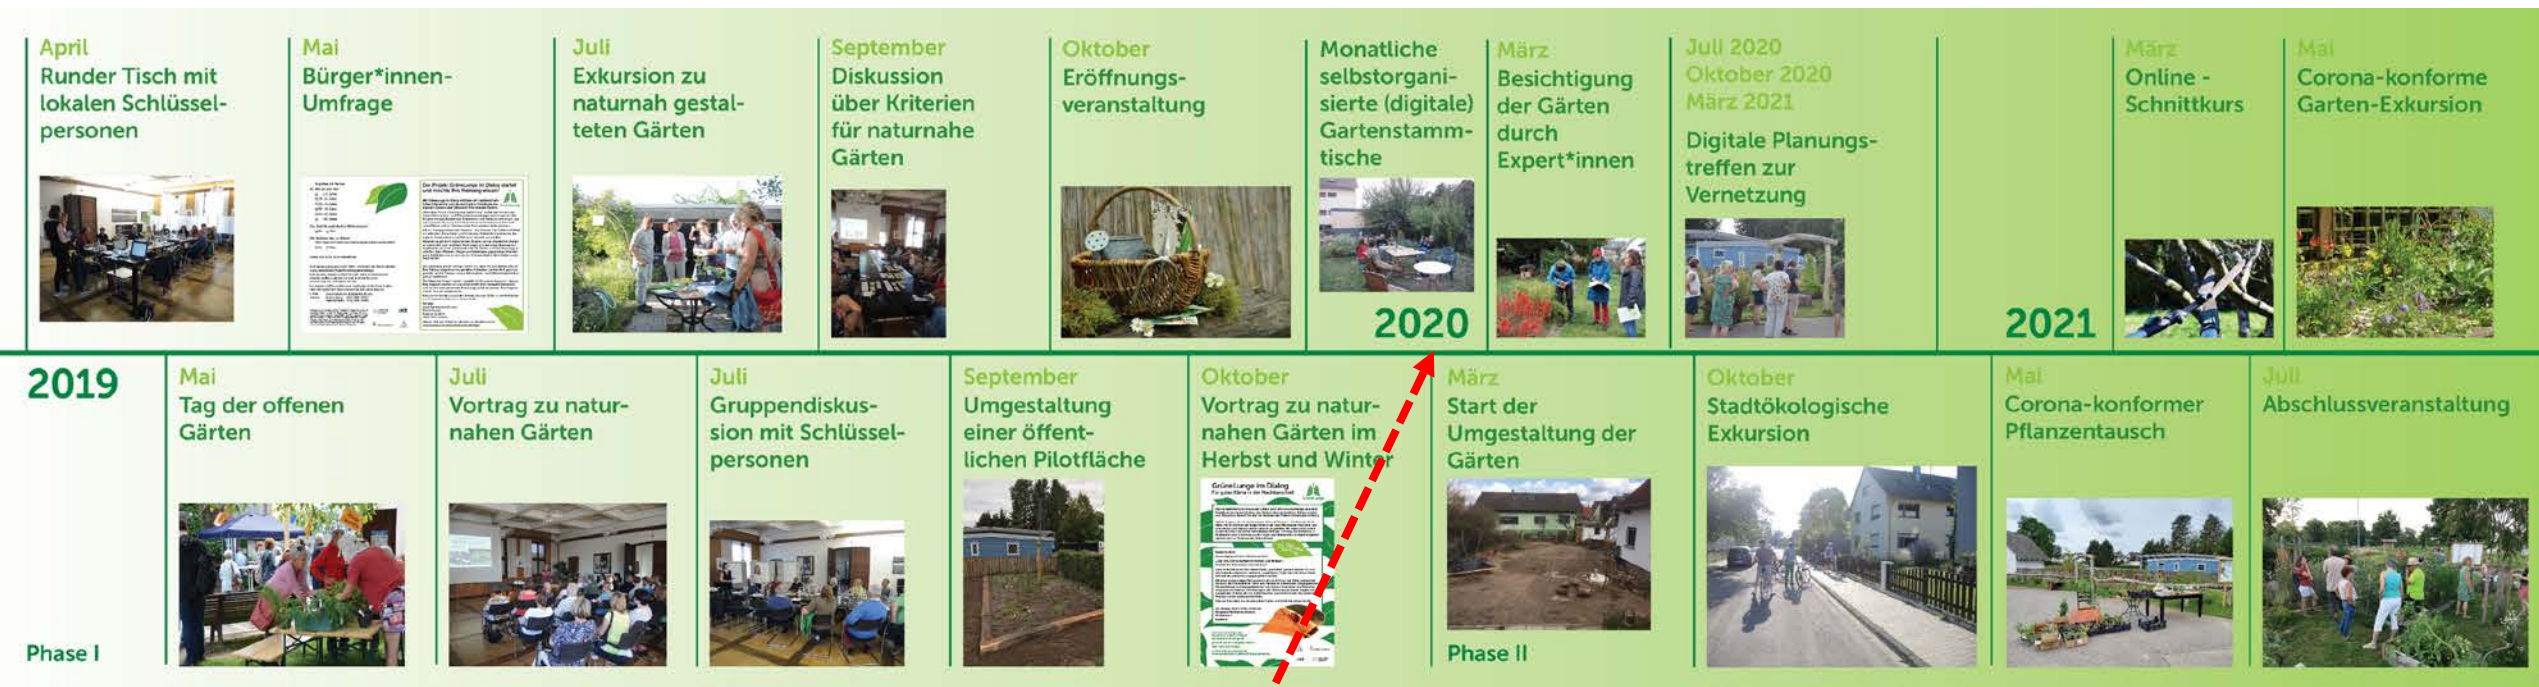 April
Runder Tisch mit
lokalen Schlüssel-
personen
Mai
Bürger*innen-
Umfrage
Juli
Exkursion zu
naturnah gestal-
teten Gärten
September
Diskussion
über Kriterien
für naturnahe
Gärten
Oktober
Eröffnungs-
veranstaltung
Monatliche
selbstorgani-
sierte (digitale)
Gartenstamm-
tische
2020
März
Besichtigung
der Gärten
durch
Expert*innen
Juli 2020
Oktober 2020
März 2021
Digitale Planungs-
treffen zur
Vernetzung
2021
März
Online -
Schnittkurs
Mai
Corona-konforme
Garten-Exkursion
2019
Phase I
Mai
Tag der offenen
Gärten
Juli
Vortrag zu natur-
nahen Gärten
Juli
Gruppendiskus-
sion mit Schlüssel-
personen
September
Umgestaltung
einer öffent-
lichen Pilotfläche
Oktober
Vortrag zu natur-
nahen Gärten im
Herbst und Winter
Grüne Lunge im Dialog
März
Start der
Umgestaltung der
Gärten
Phase II
Oktober
Stadtökologische
Exkursion
Mai
Corona-konformer
Pflanzentausch
Juli
Abschlussveranstaltung